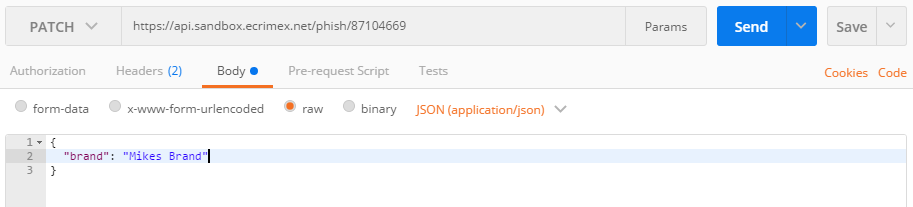 PATCH https://api.sandbox.ecrimex.net/phish/87104669 Params Send Save
Authorization Headers (2) Body Pre-request Script Tests Cookies Code
form-data x-www-form-urlencoded raw binary JSON (application/json)
1 {
2 "brand": "Mikes Brand"
3 }